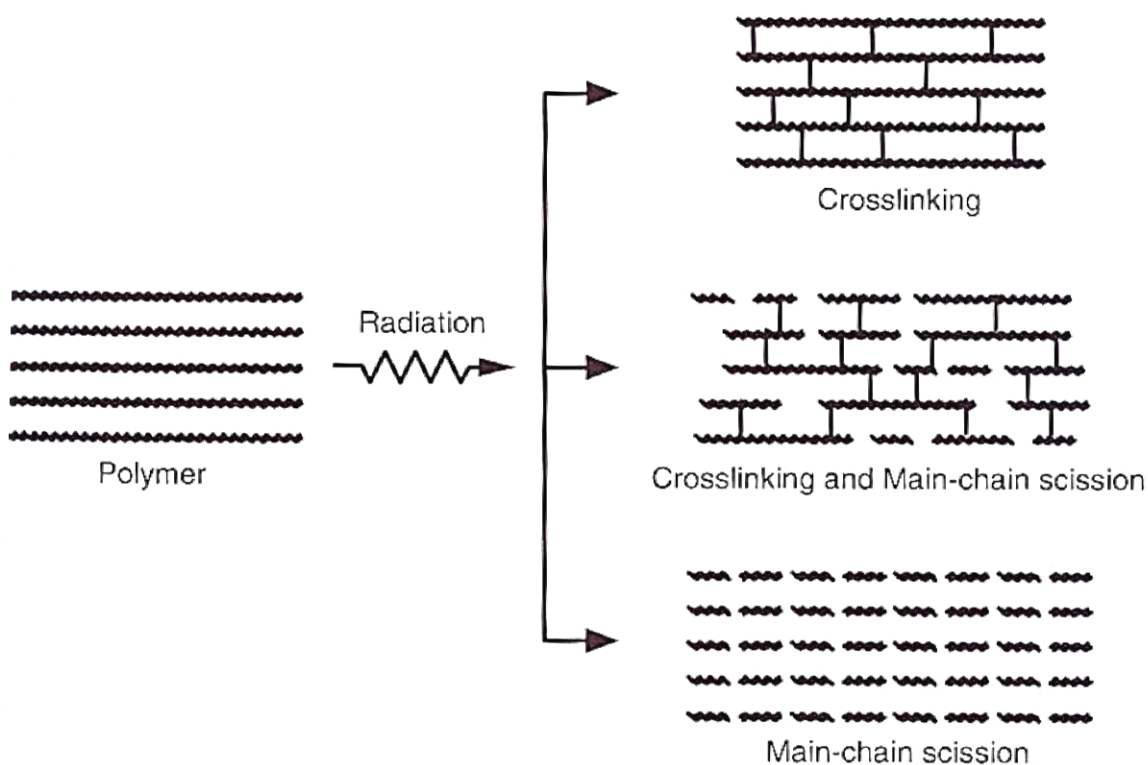 Crosslinking
Radiation
Polymer
Crosslinking and Main-chain scission
Main-chain scission